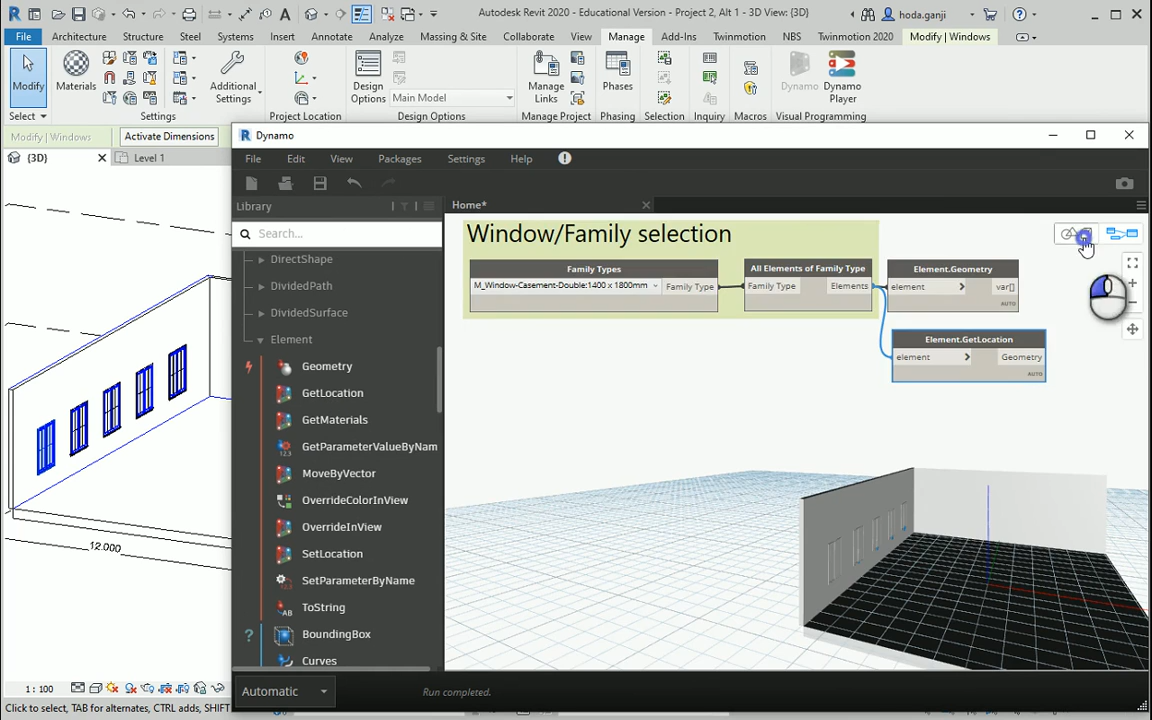 Autodesk Revit 2020 - Educational Version - Project 2, Alt 1 - 3D View: {3D}
hoda.ganji
File Architecture Structure Steel Systems Insert Annotate Analyze Massing & Site Collaborate View Manage Add-Ins Twinmotion NBS Twinmotion 2020 Modify | Windows
Modify Materials Additional Settings Design Options Main Model Manage Links Phases Dynamo Dynamo Player
Select Settings Project Location Design Options Manage Project Phasing Selection Inquiry Macros Visual Programming
Modify | Windows Activate Dimensions
{3D} Level 1
Dynamo
File Edit View Packages Settings Help
Library
Home*
Search...
Window/Family selection
DirectShape
DividedPath
DividedSurface
Element
Geometry
GetLocation
GetMaterials
GetParameterValueByNam
MoveByVector
OverrideColorInView
OverrideInView
SetLocation
SetParameterByName
ToString
BoundingBox
Curves
Family Types
M_Window-Casement-Double:1400 x 1800mm Family Type
All Elements of Family Type
Family Type Elements
Element.Geometry
element var[]
AUTO
Element.GetLocation
element Geometry
AUTO
12.000
1 : 100
Automatic
Run completed.
Click to select, TAB for alternates, CTRL adds, SHIFT